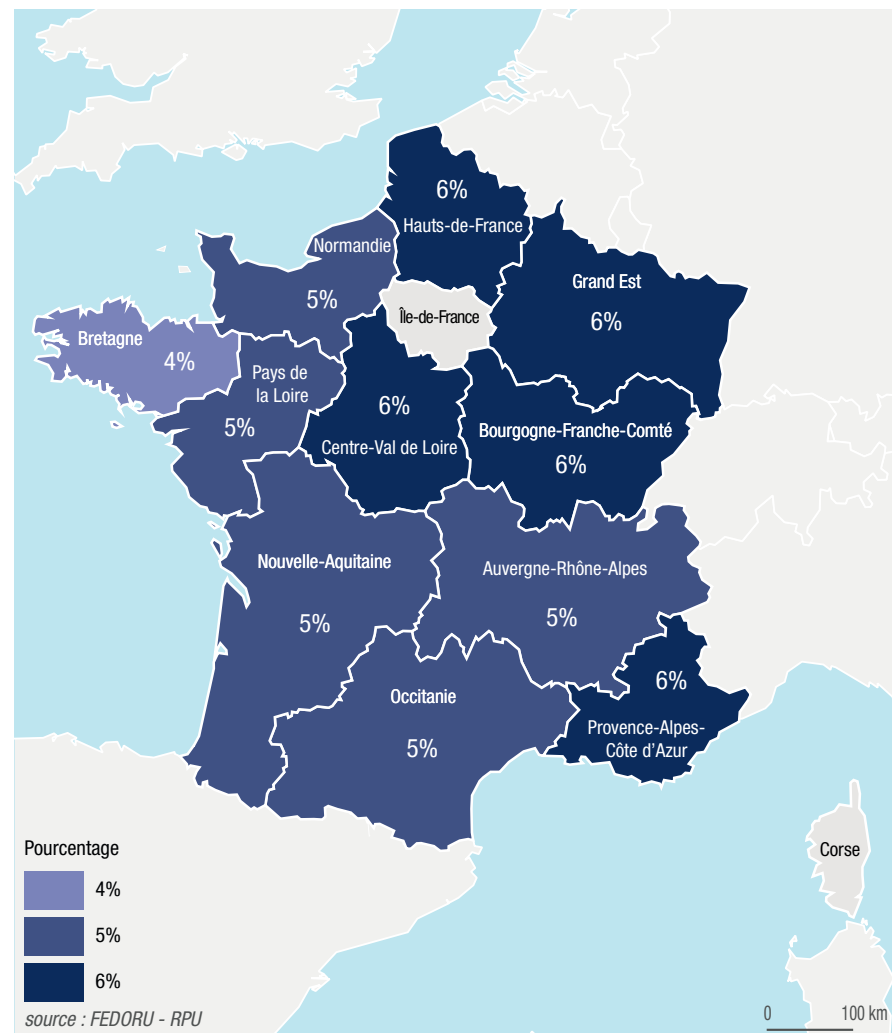 6%
Hauts-de-France
Normandie
5%
Grand Est
6%
Île-de-France
Bretagne
4%
Pays de
la Loire
5%
6%
Centre-Val de Loire
Bourgogne-Franche-Comté
6%
Nouvelle-Aquitaine
5%
Auvergne-Rhône-Alpes
5%
6%
Provence-Alpes-
Côte d'Azur
Occitanie
5%
Corse
Pourcentage
4%
5%
6%
source : FEDORU - RPU
0 100 km